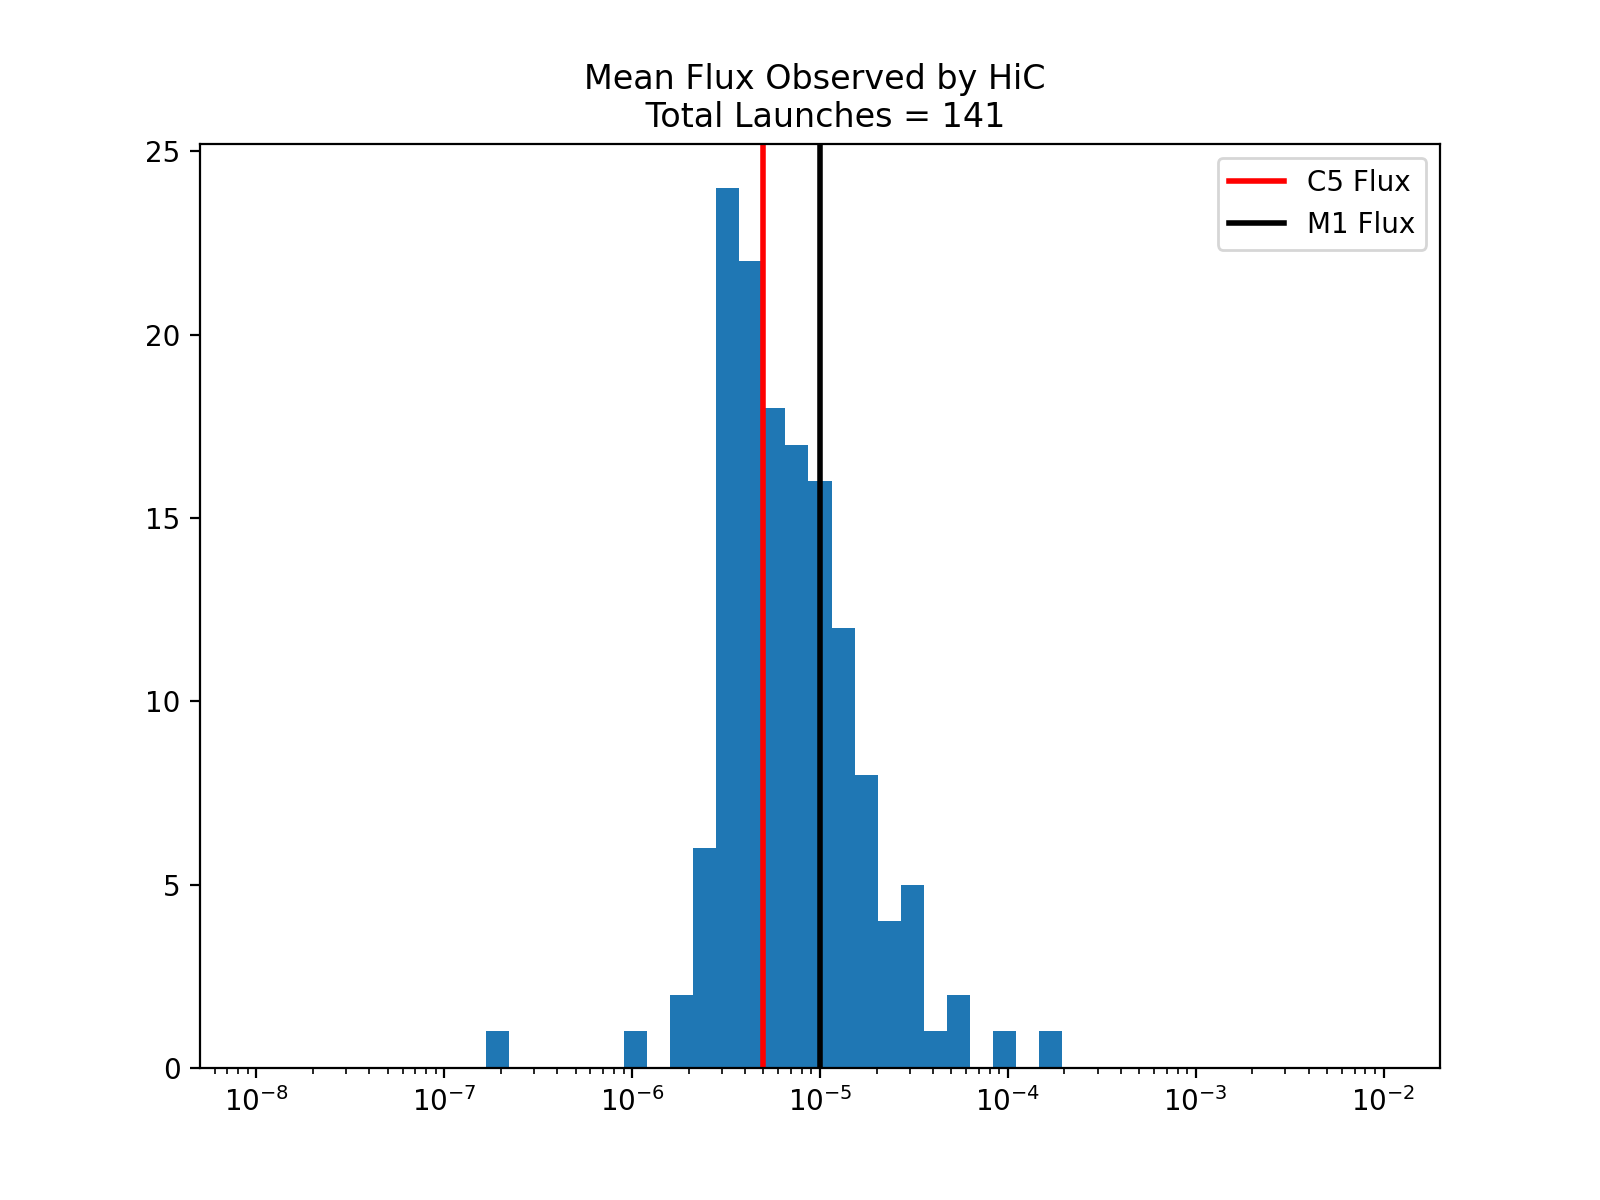 Mean Flux Observed by HiC
Total Launches = 141
C5 Flux
M1 Flux
25
20
15
10
5
0
10⁻⁸ 10⁻⁷ 10⁻⁶ 10⁻⁵ 10⁻⁴ 10⁻³ 10⁻²